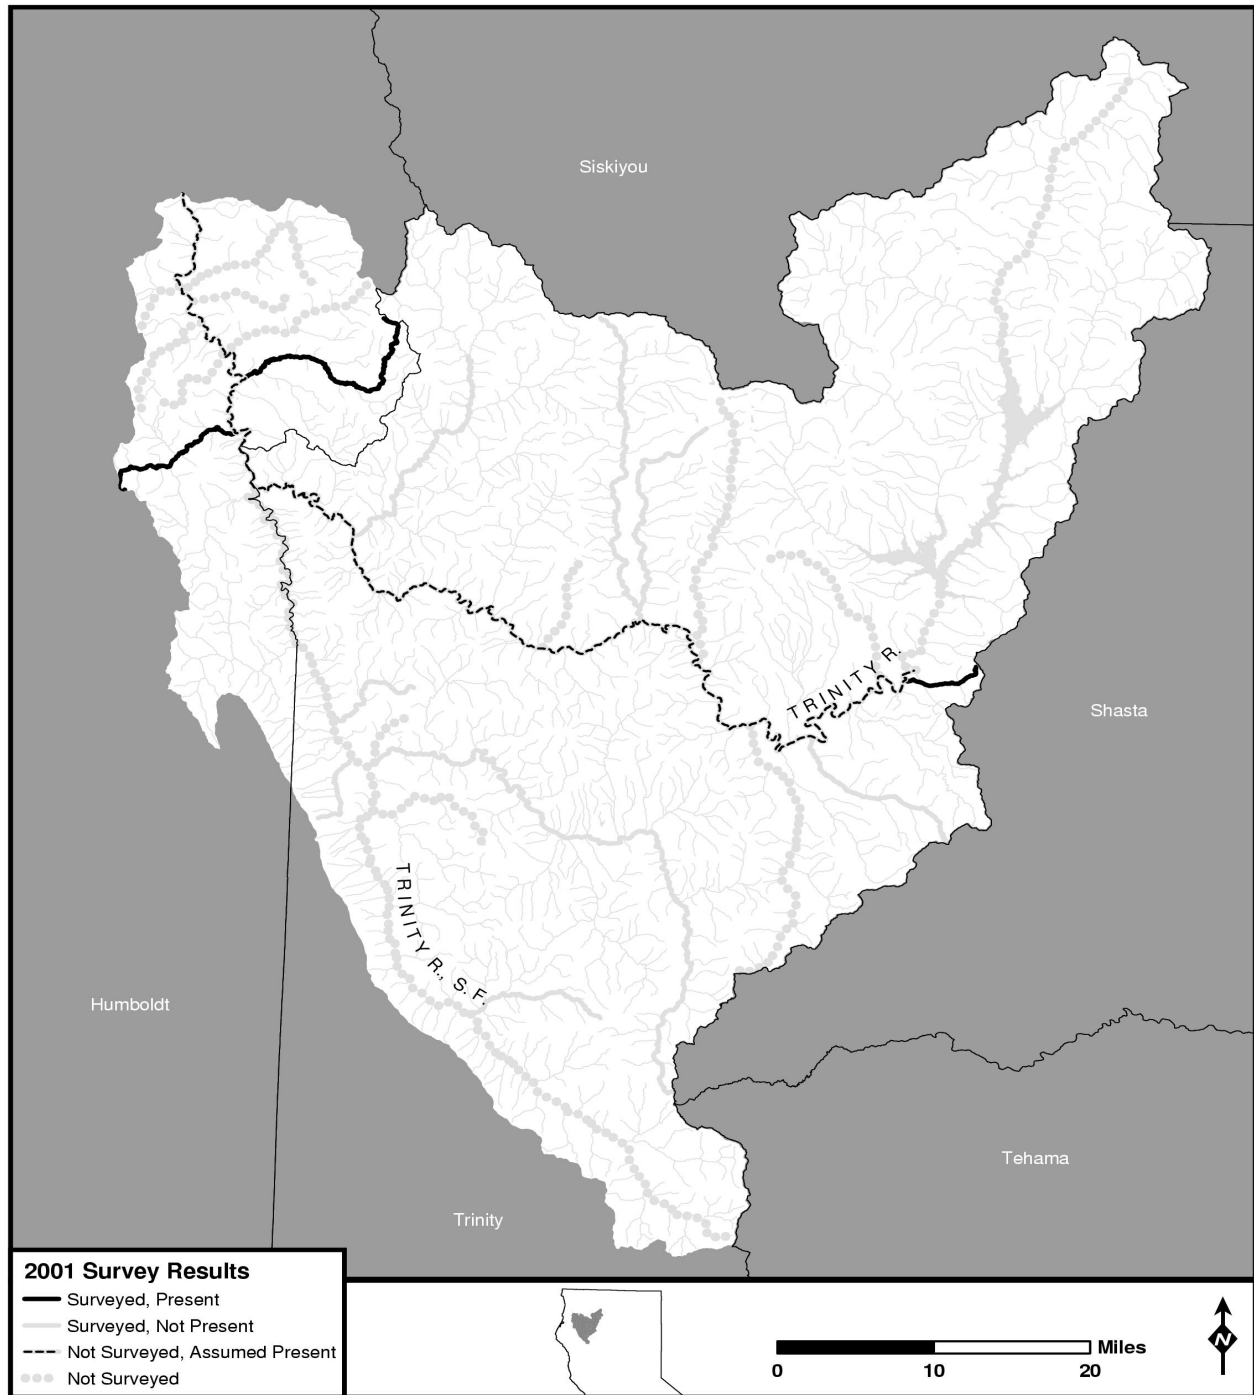 Siskiyou
TRINITY R.
Shasta
TRINITY R., S. F.
Humboldt
Tehama
Trinity
2001 Survey Results
Surveyed, Present
Surveyed, Not Present
Not Surveyed, Assumed Present
Not Surveyed
Miles
0 10 20
N